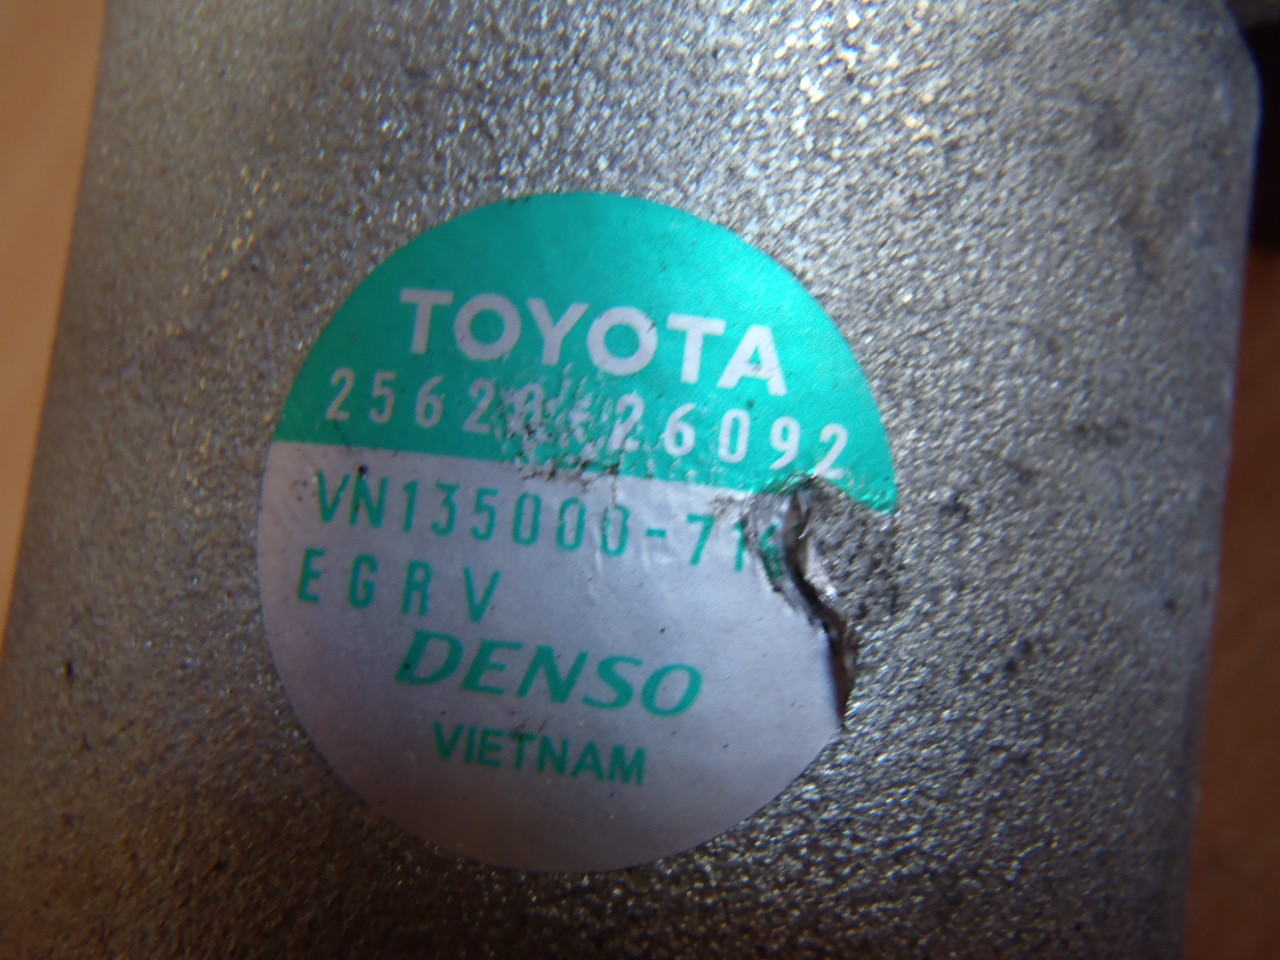 TOYOTA
25620-26092
VN135000-71
EGRV
DENSO
VIETNAM